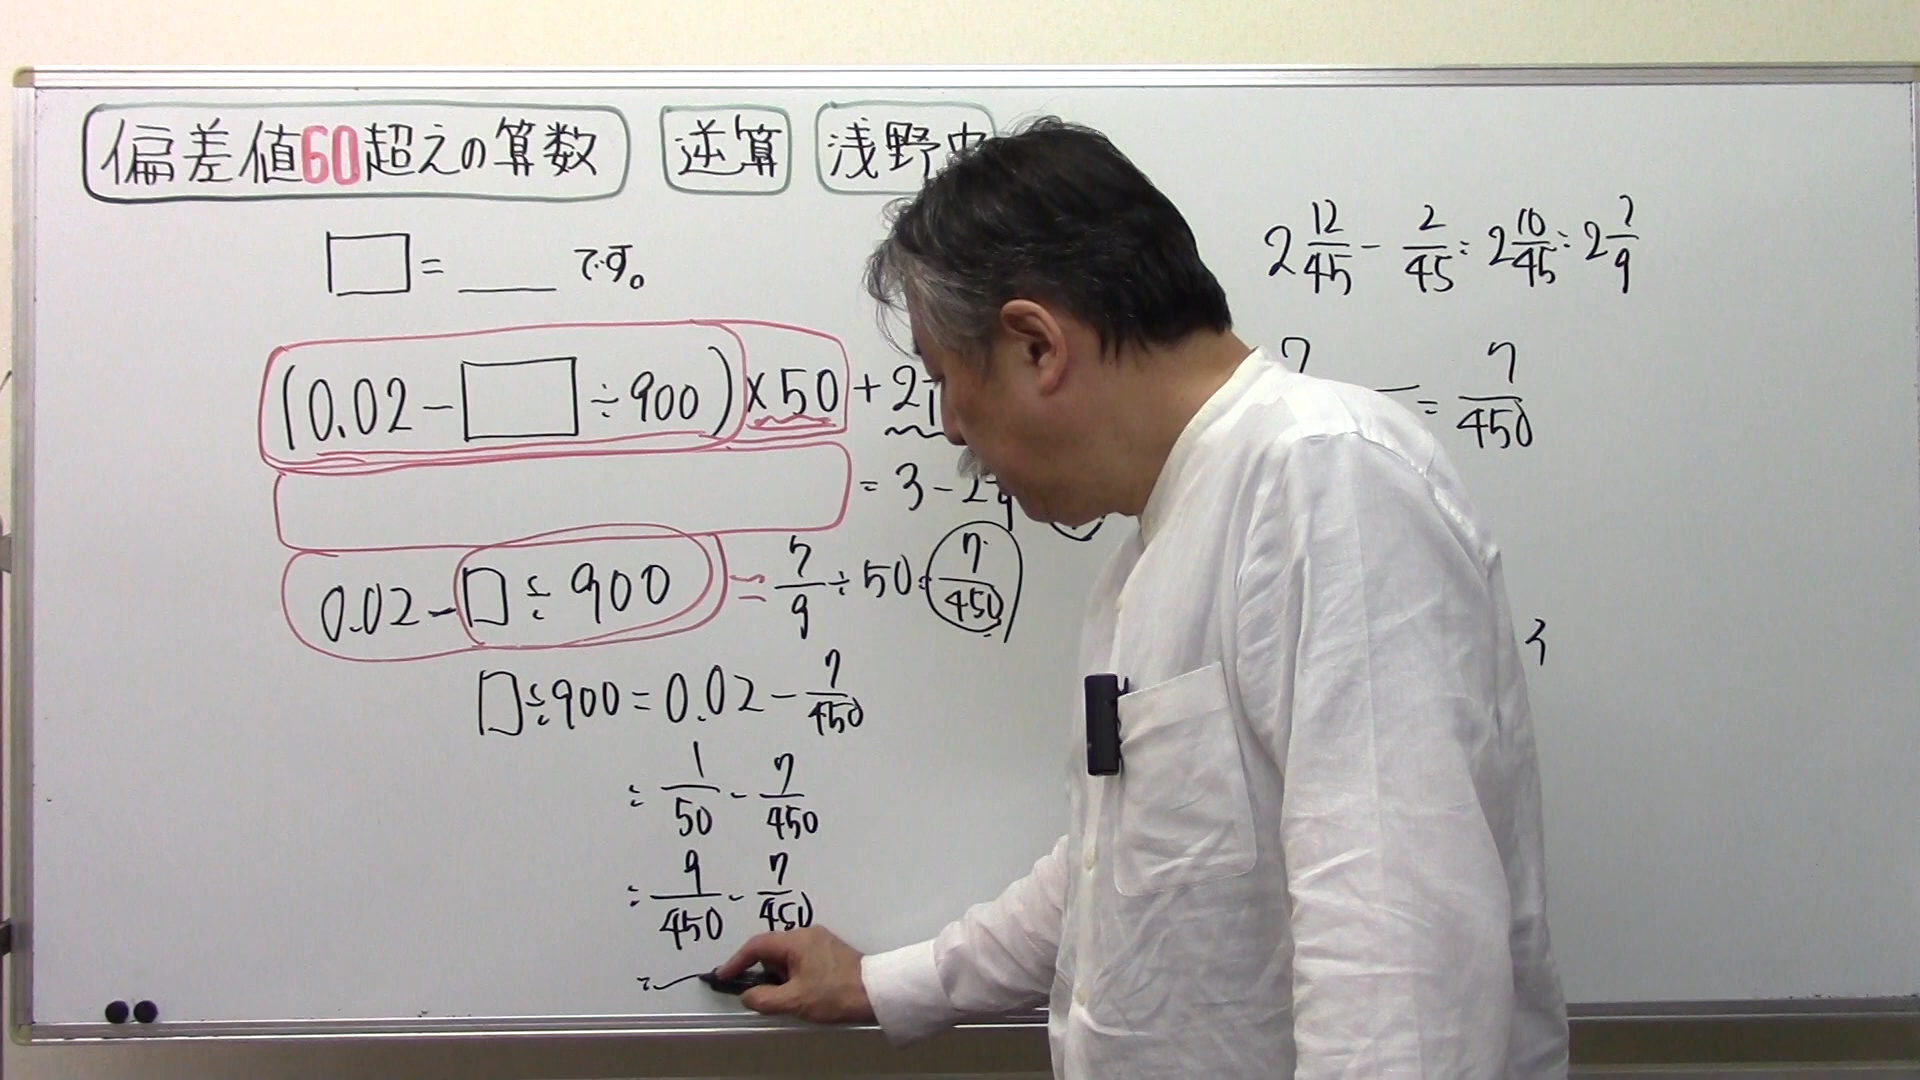 偏差値60超えの算数 逆算 浅野
□ = ＿＿ です。
(0.02 - □ ÷ 900) × 50 + 2
= 3 - 2
0.02 - □ ÷ 900 = 7/9 ÷ 50 = 7/450
□ ÷ 900 = 0.02 - 7/450
= 1/50 - 7/450
= 9/450 - 7/450
=
2 12/45 - 2/45 = 2 10/45 = 2 2/9
7
= 7/450